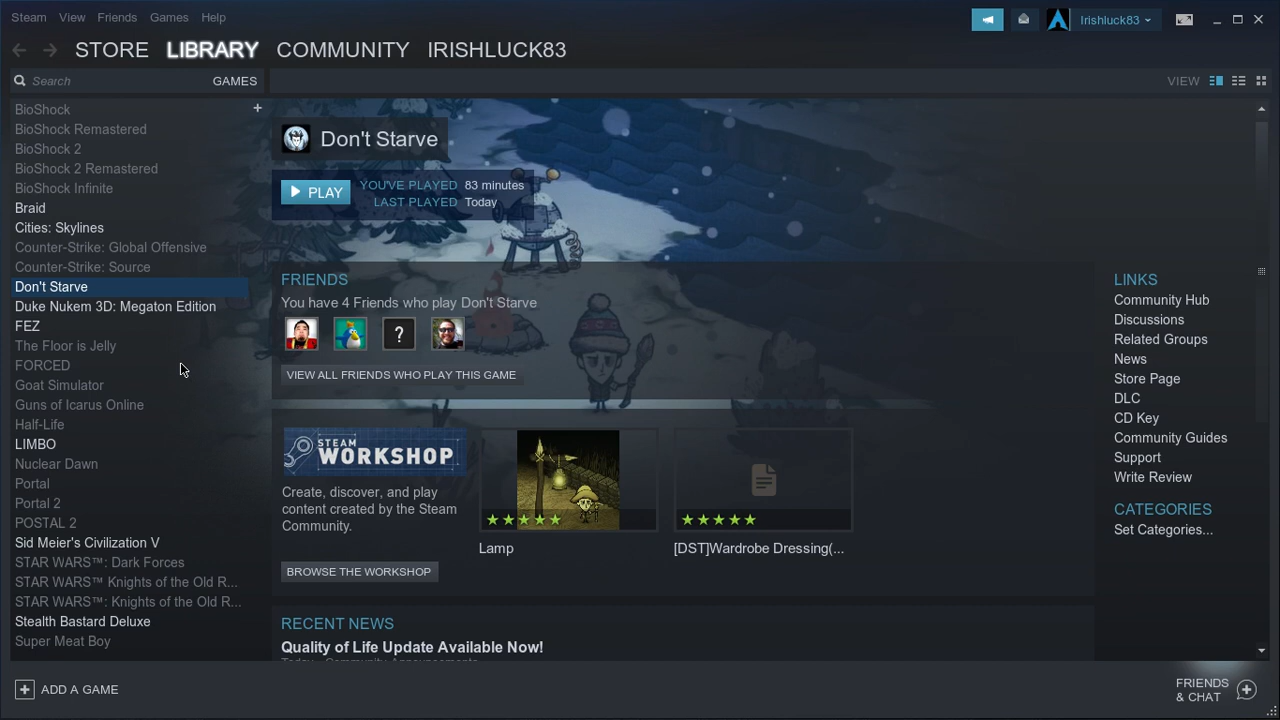 Steam View Friends Games Help
Irishluck83
STORE LIBRARY COMMUNITY IRISHLUCK83
Search GAMES
VIEW
BioShock
BioShock Remastered
BioShock 2
BioShock 2 Remastered
BioShock Infinite
Braid
Cities: Skylines
Counter-Strike: Global Offensive
Counter-Strike: Source
Don't Starve
Duke Nukem 3D: Megaton Edition
FEZ
The Floor is Jelly
FORCED
Goat Simulator
Guns of Icarus Online
Half-Life
LIMBO
Nuclear Dawn
Portal
Portal 2
POSTAL 2
Sid Meier's Civilization V
STAR WARS™: Dark Forces
STAR WARS™ Knights of the Old R...
STAR WARS™: Knights of the Old R...
Stealth Bastard Deluxe
Super Meat Boy
Don't Starve
PLAY
YOU'VE PLAYED 83 minutes
LAST PLAYED Today
FRIENDS
You have 4 Friends who play Don't Starve
?
VIEW ALL FRIENDS WHO PLAY THIS GAME
STEAM
WORKSHOP
Create, discover, and play
content created by the Steam
Community.
BROWSE THE WORKSHOP
Lamp
[DST]Wardrobe Dressing(...
RECENT NEWS
Quality of Life Update Available Now!
Today - Community Announcements
LINKS
Community Hub
Discussions
Related Groups
News
Store Page
DLC
CD Key
Community Guides
Support
Write Review
CATEGORIES
Set Categories...
ADD A GAME
FRIENDS
& CHAT